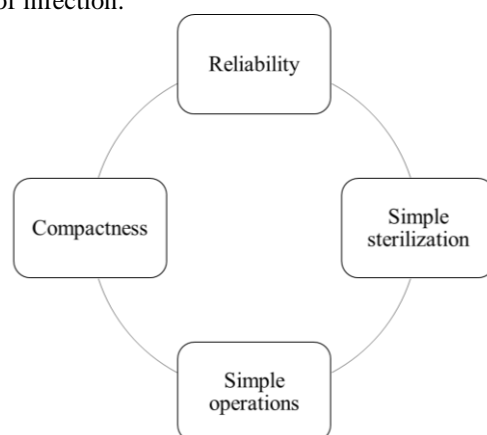 of infection.
Reliability
Compactness
Simple
sterilization
Simple
operations